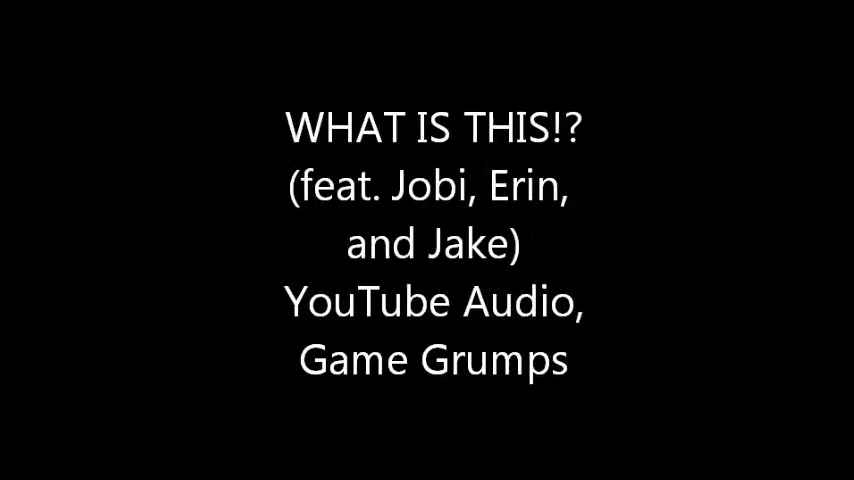 WHAT IS THIS!?
(feat. Jobi, Erin,
and Jake)
YouTube Audio,
Game Grumps